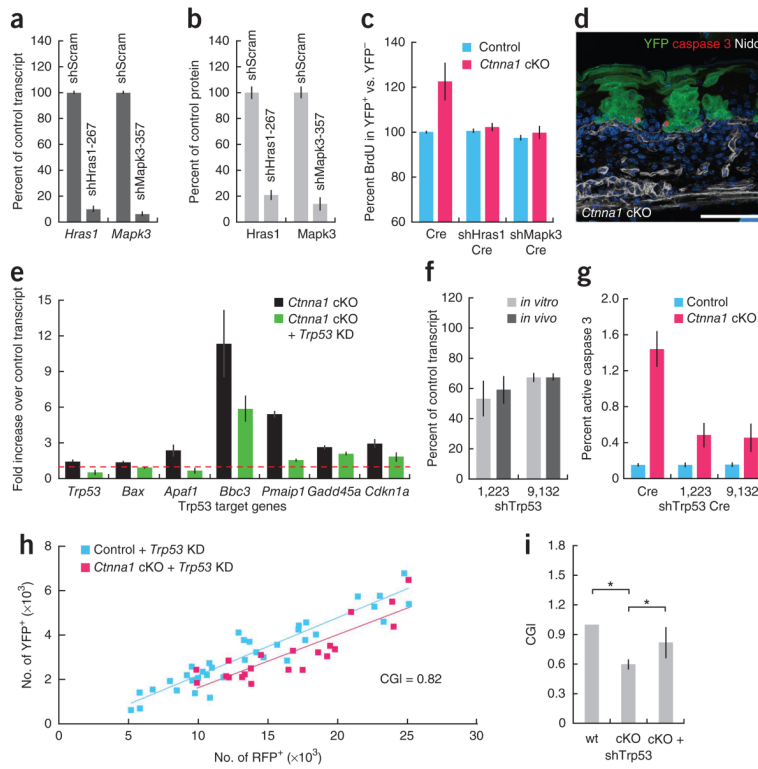 a
Percent of control transcript
140
120
100
80
60
40
20
0
shScram
shHras1-267
shScram
shMapk3-357
Hras1 Mapk3
b
Percent of control protein
140
120
100
80
60
40
20
0
shScram
shHras1-267
shScram
shMapk3-357
Hras1 Mapk3
c
Control
Ctnna1 cKO
Percent BrdU in YFP+ vs. YFP−
140
120
100
80
60
Cre shHras1 shMapk3
Cre Cre
d
YFP caspase 3 Nidogen
Ctnna1 cKO
e
Ctnna1 cKO
Ctnna1 cKO
+ Trp53 KD
Fold increase over control transcript
15
12
9
6
3
0
Trp53 Bax Apaf1 Bbc3 Pmaip1 Gadd45a Cdkn1a
Trp53 target genes
f
in vitro
in vivo
Percent of control transcript
120
100
80
60
40
20
0
1,223 9,132
shTrp53
g
Control
Ctnna1 cKO
Percent active caspase 3
2.0
1.6
1.2
0.8
0.4
0
Cre 1,223 9,132
shTrp53 Cre
h
Control + Trp53 KD
Ctnna1 cKO + Trp53 KD
No. of YFP+ (×10³)
8
6
4
2
0
CGI = 0.82
0 5 10 15 20 25 30
No. of RFP+ (×10³)
i
CGI
1.5
1.2
0.9
0.6
0.3
0
*
*
wt cKO cKO +
shTrp53